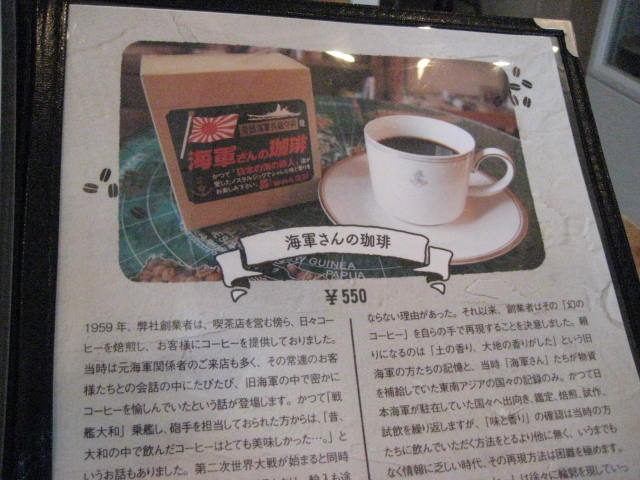 海軍さんの珈琲
かつて「日本の海の鉄人」達が
海軍さんの珈琲
GUINEA
PAPUA
¥550
1959年、弊社創業者は、喫茶店を営む傍ら、日々コー
ヒーを焙煎し、お客様にコーヒーを提供しておりました。
当時は元海軍関係者のご来店も多く、その常連のお客
様たちとの会話の中にたびたび、旧海軍の中で密かに
コーヒーを愉しんでいたという話が登場します。かつて「戦
艦大和」乗艦し、砲手を担当しておられた方からは、「昔、
大和の中で飲んだコーヒーはとても美味しかった…。」と
いうお話もありました。第二次世界大戦が始まると同時
ならない理由があった。それ以来、創業者はその「幻の
コーヒー」を自らの手で再現することを決意しました。頼
りになるのは「土の香り、大地の香りがした」という旧
海軍の方たちの記憶と、当時「海軍さん」たちが物資
を補給していた東南アジアの国々の記録のみ。かつて日
本海軍が駐在していた国々へ出向き、鑑定、焙煎、試作、
試飲を繰り返しますが、「味と香り」の確認は当時の方
たちに飲んでいただく方法をとるより他に無く、いうまでも
なく情報に乏しい時代、その再現方法は困難を極めます。